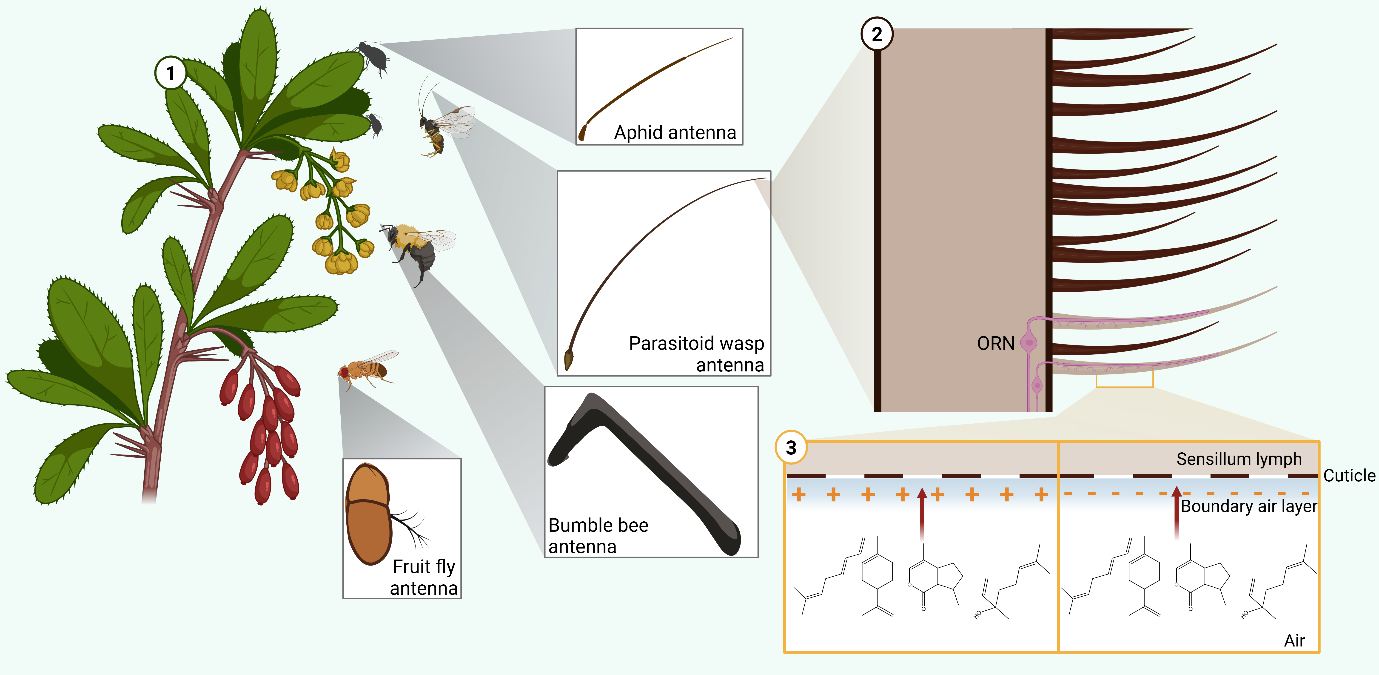 1
2
Aphid antenna
Parasitoid wasp
antenna
ORN
3
Sensillum lymph
Cuticle
+ + + + + + + +
- - - - - - - - - - - - -
Boundary air layer
Bumble bee
antenna
Fruit fly
antenna
Air